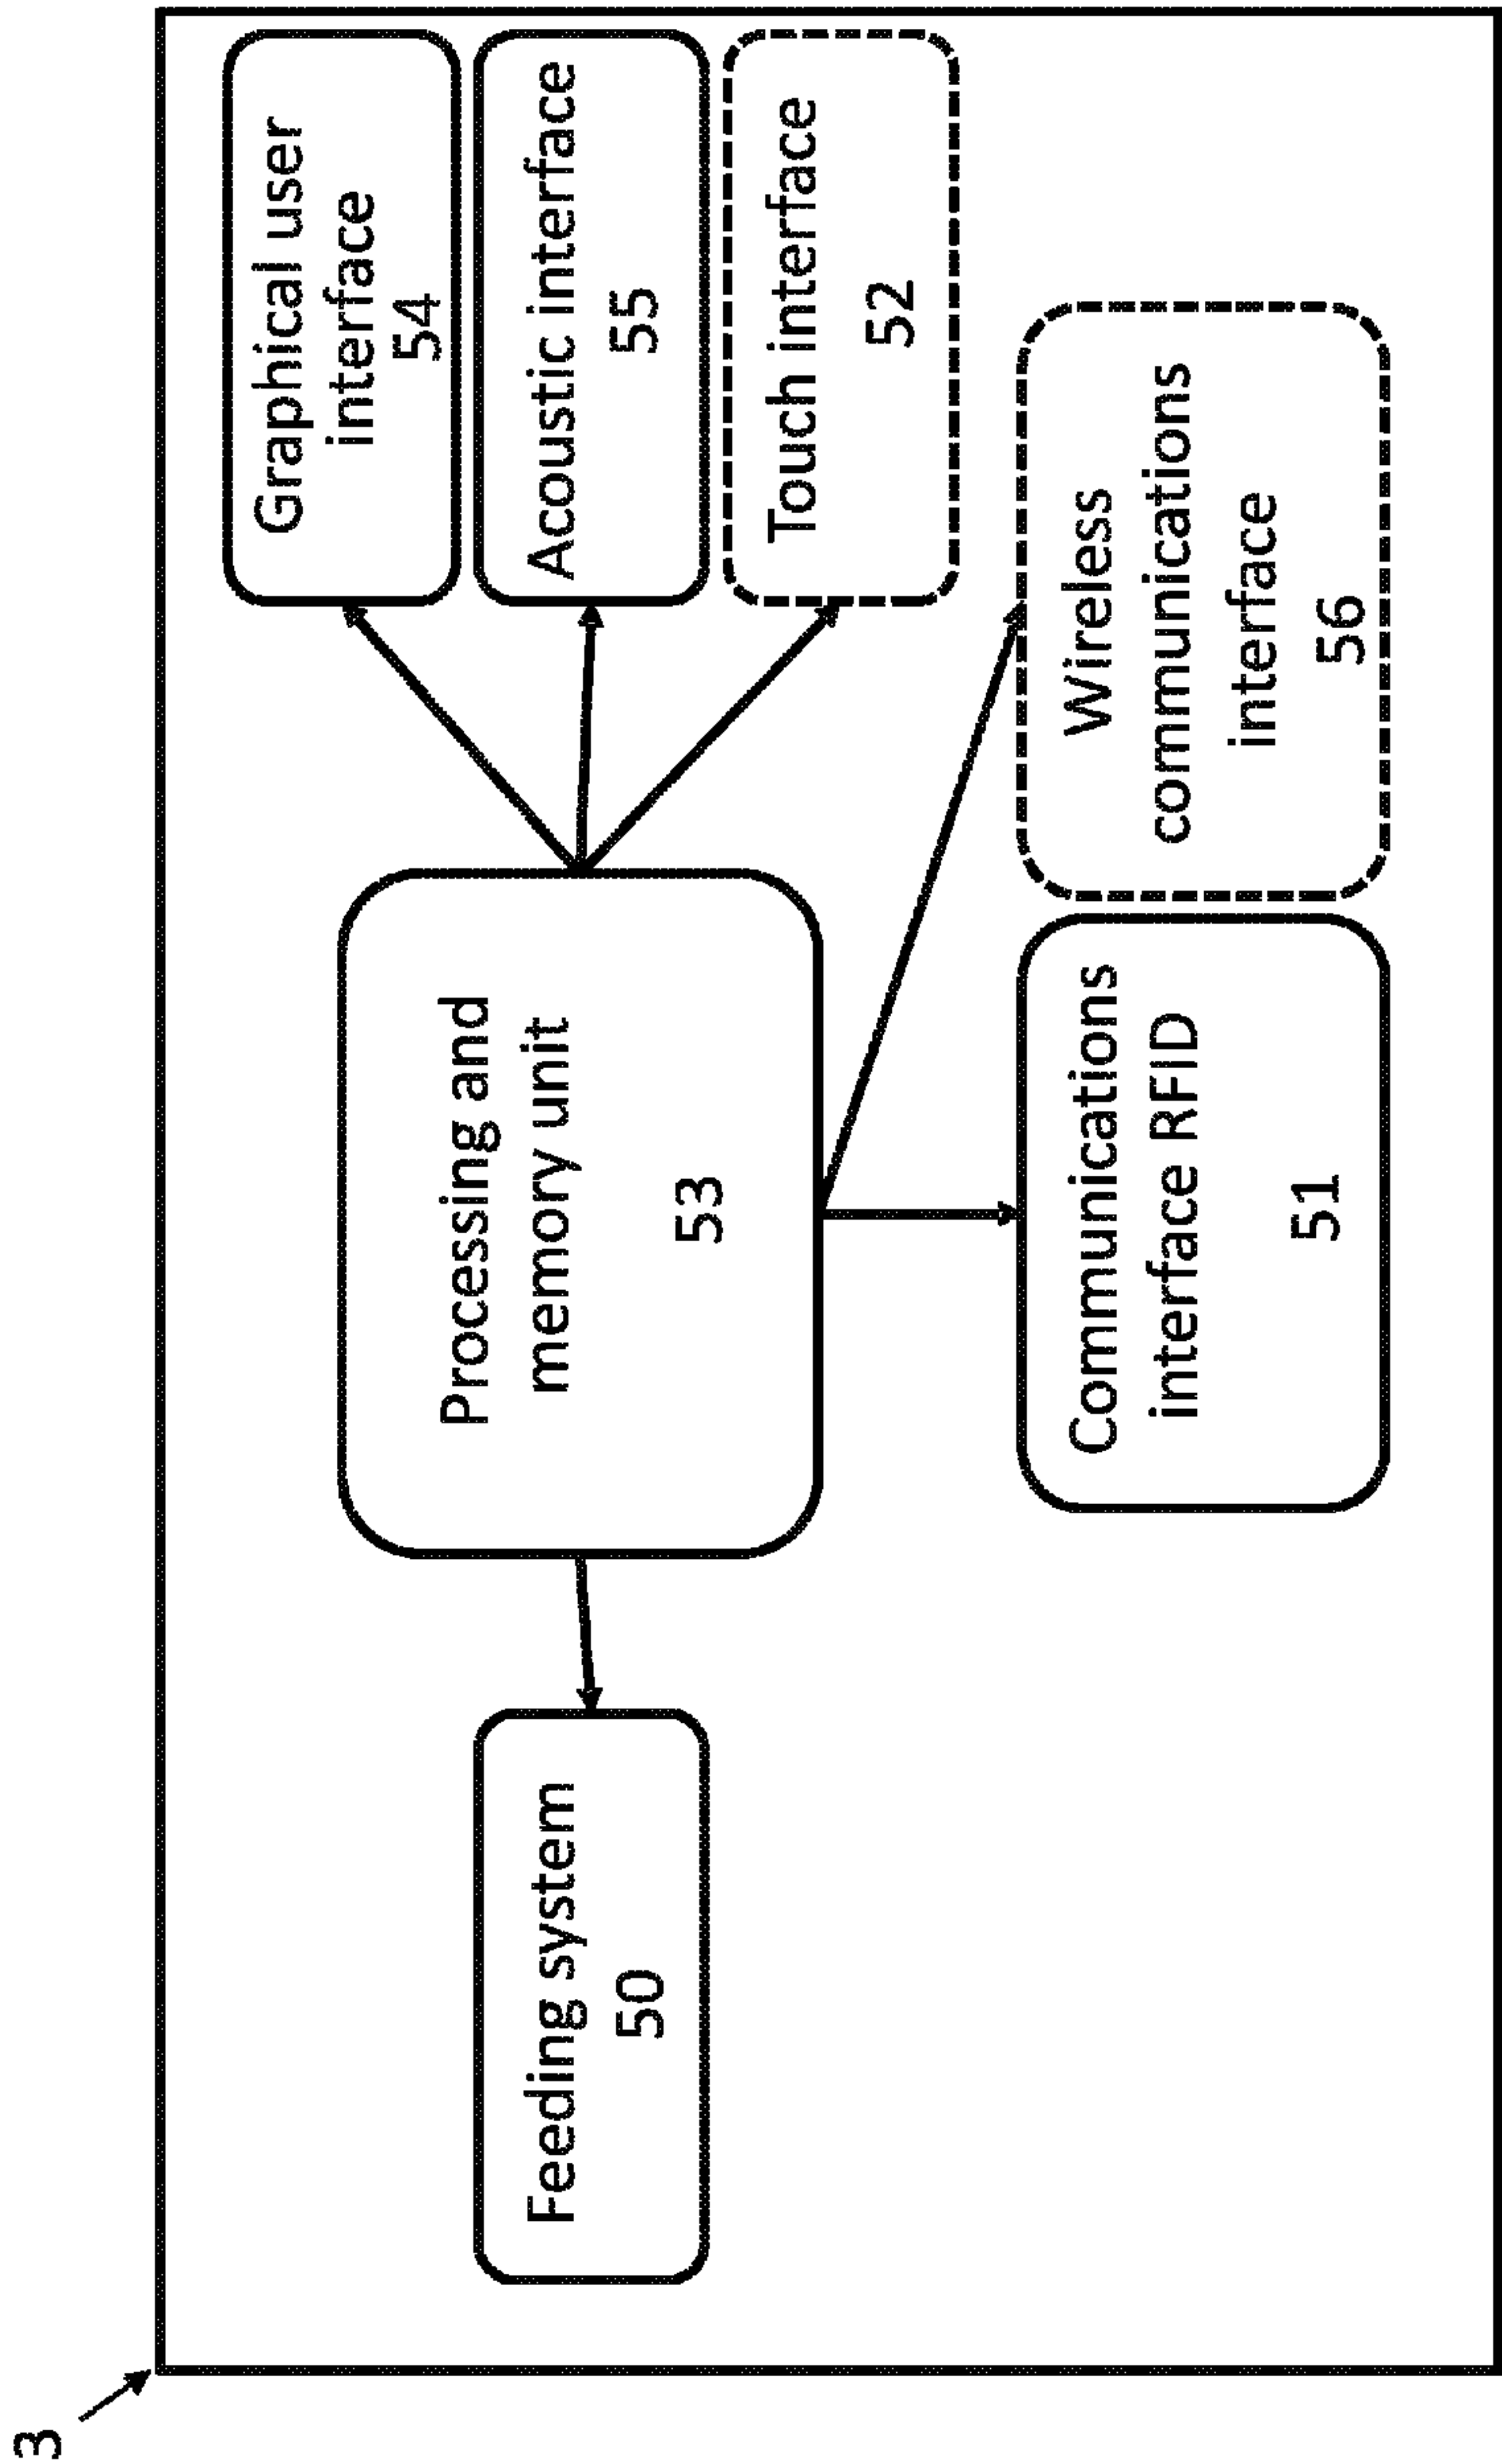 3
Feeding system
50
Processing and
memory unit
53
Graphical user
interface
54
Acoustic interface
55
Touch interface
52
Communications
interface RFID
51
Wireless
communications
interface
56